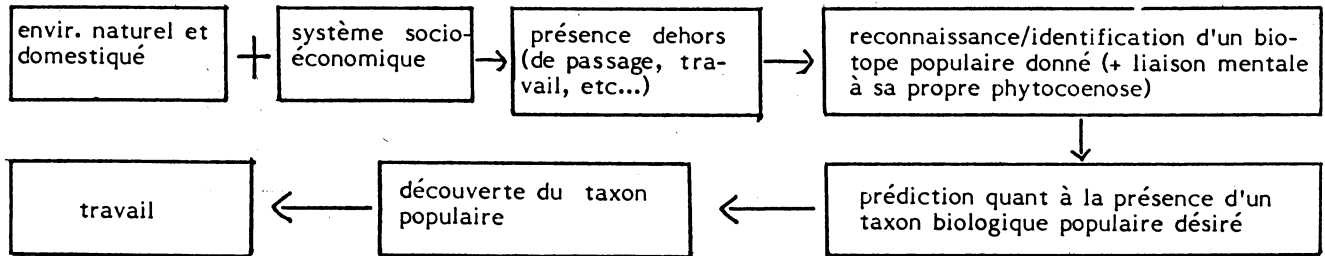 envir. naturel et
domestiqué
+
système socio-
économique
présence dehors
(de passage, tra-
vail, etc...)
reconnaissance/identification d'un bio-
tope populaire donné (+ liaison mentale
à sa propre phytocoenose)
prédiction quant à la présence d'un
taxon biologique populaire désiré
découverte du taxon
populaire
travail